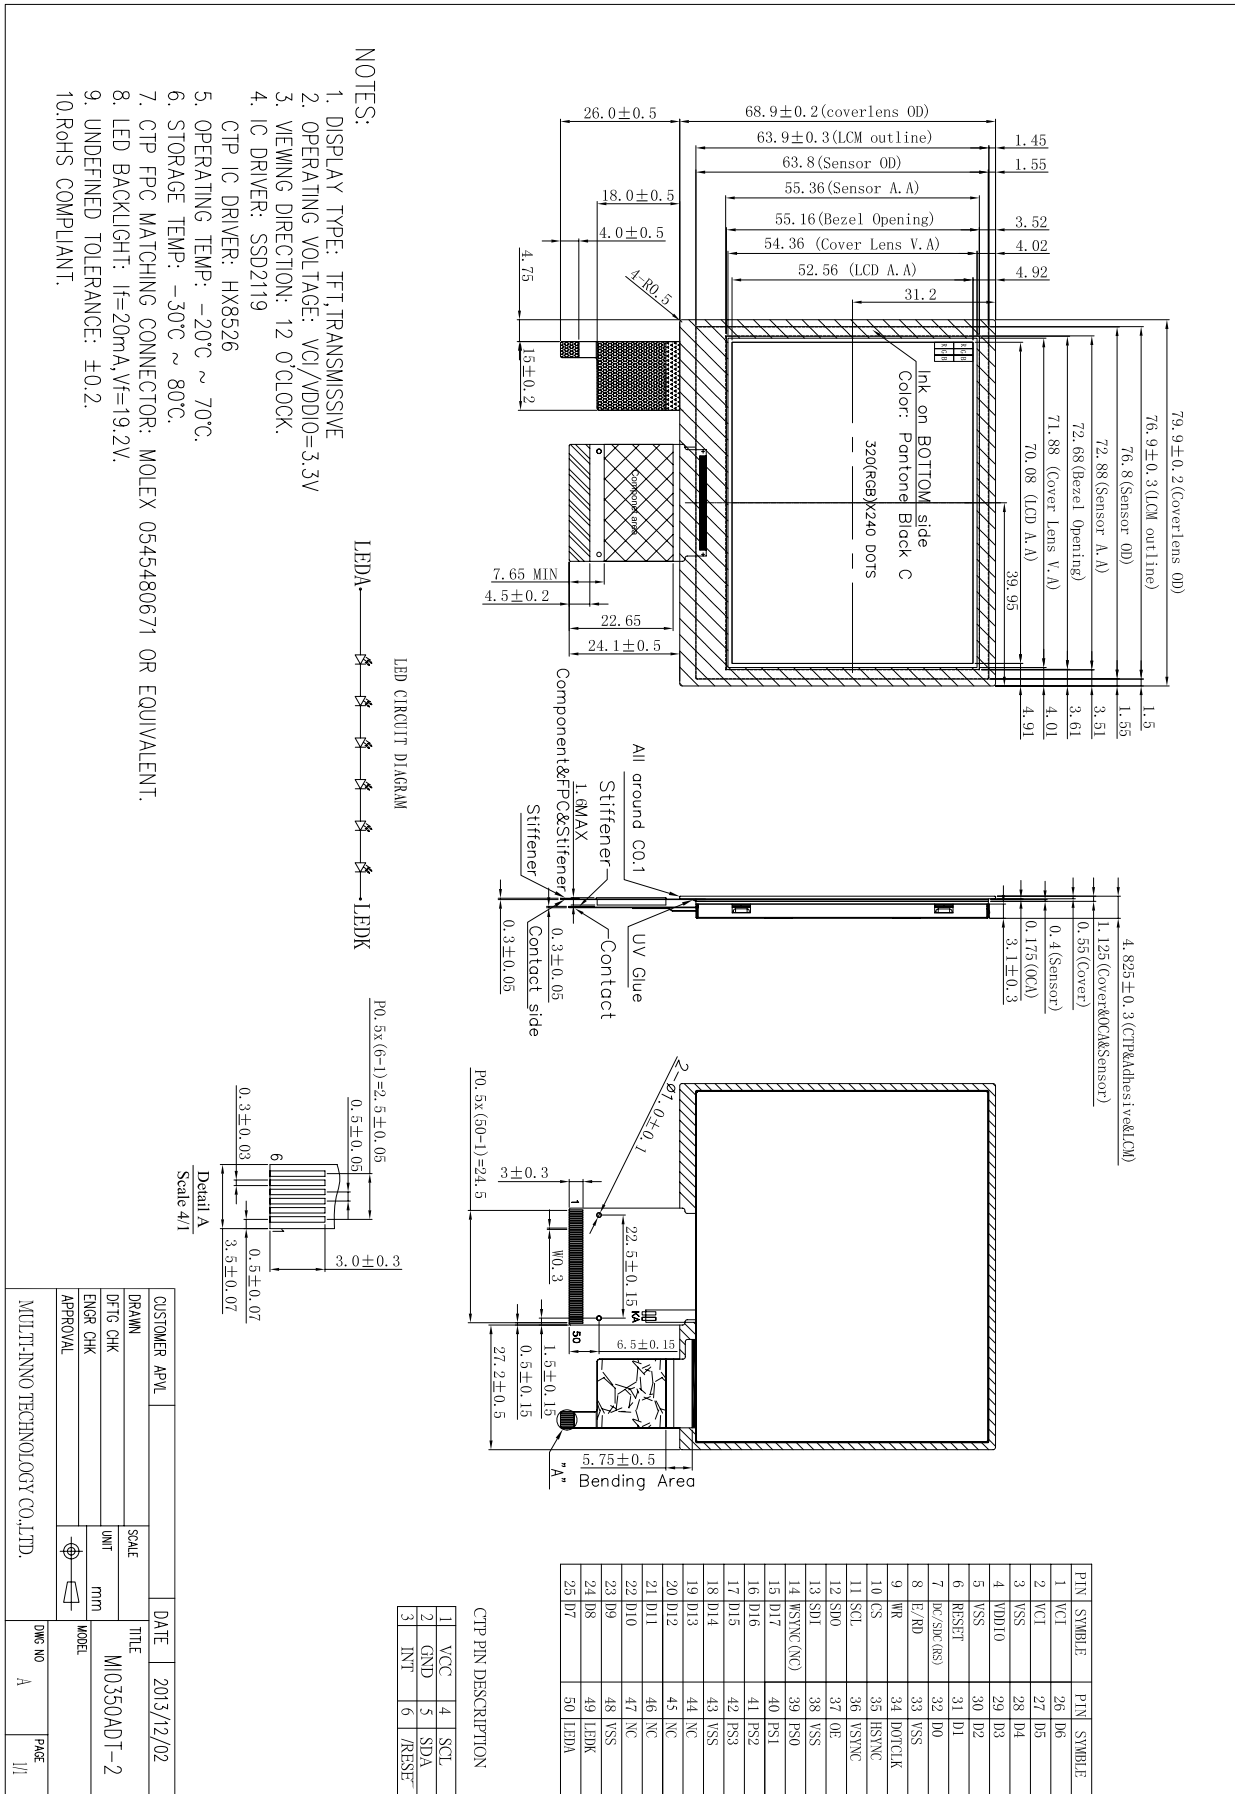 79.9±0.2(Coverlens OD)
76.9±0.3(LCM outline)
76.8(Sensor OD)
72.88(Sensor A.A)
72.68(Bezel Opening)
71.88 (Cover Lens V.A)
70.08 (LCD A.A)
39.95
1.5
1.55
3.51
3.61
4.01
4.91
68.9±0.2(coverlens OD)
63.9±0.3(LCM outline)
63.8(Sensor OD)
55.36(Sensor A.A)
55.16(Bezel Opening)
54.36 (Cover Lens V.A)
52.56 (LCD A.A)
31.2
1.45
1.55
3.52
4.02
4.92
26.0±0.5
18.0±0.5
4.0±0.5
4.75
15±0.2
4-R0.5
R G B
R G B
Ink on BOTTOM side
Color: Pantone Black C
320(RGB)X240 DOTS
Component area
7.65 MIN
4.5±0.2
22.65
24.1±0.5
4.825±0.3(CTP&Adhesive&LCM)
1.125(Cover&OCA&Sensor)
0.55(Cover)
0.4(Sensor)
0.175(OCA)
3.1±0.3
All around C0.1
Stiffener
1.6MAX
Component&FPC&Stifener
Stiffener
UV Glue
Contact
0.3±0.05
Contact side
0.3±0.05
2-Ø1.0±0.1
P0.5x(50-1)=24.5
3±0.3
1
W0.3
22.5±0.15
KA
50
6.5±0.15
1.5±0.15
0.5±0.15
27.2±0.5
"A"
5.75±0.5
Bending Area
NOTES:
1. DISPLAY TYPE: TFT,TRANSMISSIVE
2. OPERATING VOLTAGE: VCI/VDDIO=3.3V
3. VIEWING DIRECTION: 12 O'CLOCK.
4. IC DRIVER: SSD2119
CTP IC DRIVER: HX8526
5. OPERATING TEMP: -20°C ~ 70°C.
6. STORAGE TEMP: -30°C ~ 80°C.
7. CTP FPC MATCHING CONNECTOR: MOLEX 0545480671 OR EQUIVALENT.
8. LED BACKLIGHT: If=20mA,Vf=19.2V.
9. UNDEFINED TOLERANCE: ±0.2.
10.RoHS COMPLIANT.
LED CIRCUIT DIAGRAM
LEDA
LEDK
P0.5x(6-1)=2.5±0.05
0.5±0.05
0.3±0.03
6
1
3.0±0.3
0.5±0.07
3.5±0.07
Detail A
Scale 4/1
PIN SYMBLE PIN SYMBLE
1 VCI 26 D6
2 VCI 27 D5
3 VSS 28 D4
4 VDDIO 29 D3
5 VSS 30 D2
6 RESET 31 D1
7 DC/SDC(RS) 32 D0
8 E/RD 33 VSS
9 WR 34 DOTCLK
10 CS 35 HSYNC
11 SCL 36 VSYNC
12 SDO 37 OE
13 SDI 38 VSS
14 WSYNC(NC) 39 PS0
15 D17 40 PS1
16 D16 41 PS2
17 D15 42 PS3
18 D14 43 VSS
19 D13 44 NC
20 D12 45 NC
21 D11 46 NC
22 D10 47 NC
23 D9 48 VSS
24 D8 49 LEDK
25 D7 50 LEDA
CTP PIN DESCRIPTION
1 VCC 4 SCL
2 GND 5 SDA
3 INT 6 /RESET
CUSTOMER APVL
DATE 2013/12/02
DRAWN
SCALE
TITLE
MI0350ADT-2
DFTG CHK
UNIT mm
ENGR CHK
MODEL
APPROVAL
MULTI-INNO TECHNOLOGY CO.,LTD.
DWG NO A
PAGE 1/1